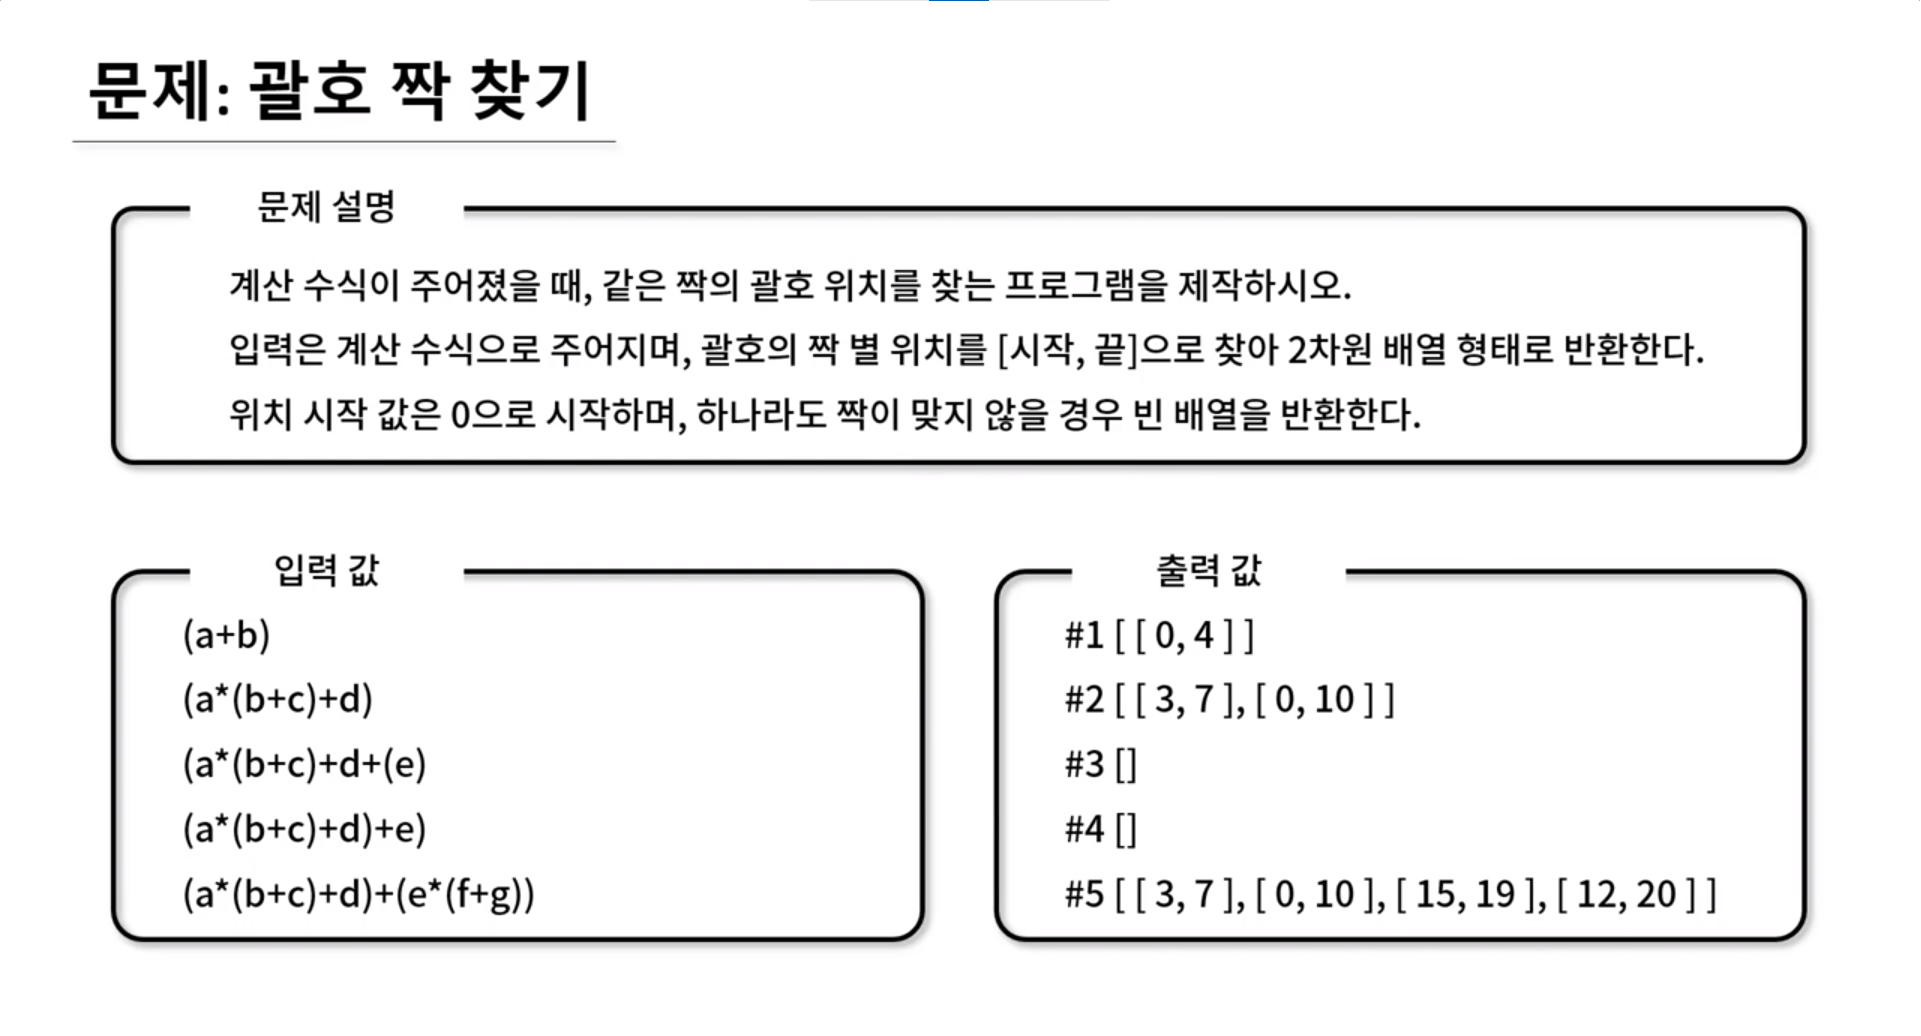 문제: 괄호 짝 찾기
문제 설명
계산 수식이 주어졌을 때, 같은 짝의 괄호 위치를 찾는 프로그램을 제작하시오.
입력은 계산 수식으로 주어지며, 괄호의 짝 별 위치를 [시작, 끝]으로 찾아 2차원 배열 형태로 반환한다.
위치 시작 값은 0으로 시작하며, 하나라도 짝이 맞지 않을 경우 빈 배열을 반환한다.
입력 값
(a+b)
(a*(b+c)+d)
(a*(b+c)+d+(e)
(a*(b+c)+d)+e)
(a*(b+c)+d)+(e*(f+g))
출력 값
#1 [ [ 0, 4 ] ]
#2 [ [ 3, 7 ], [ 0, 10 ] ]
#3 []
#4 []
#5 [ [ 3, 7 ], [ 0, 10 ], [ 15, 19 ], [ 12, 20 ] ]